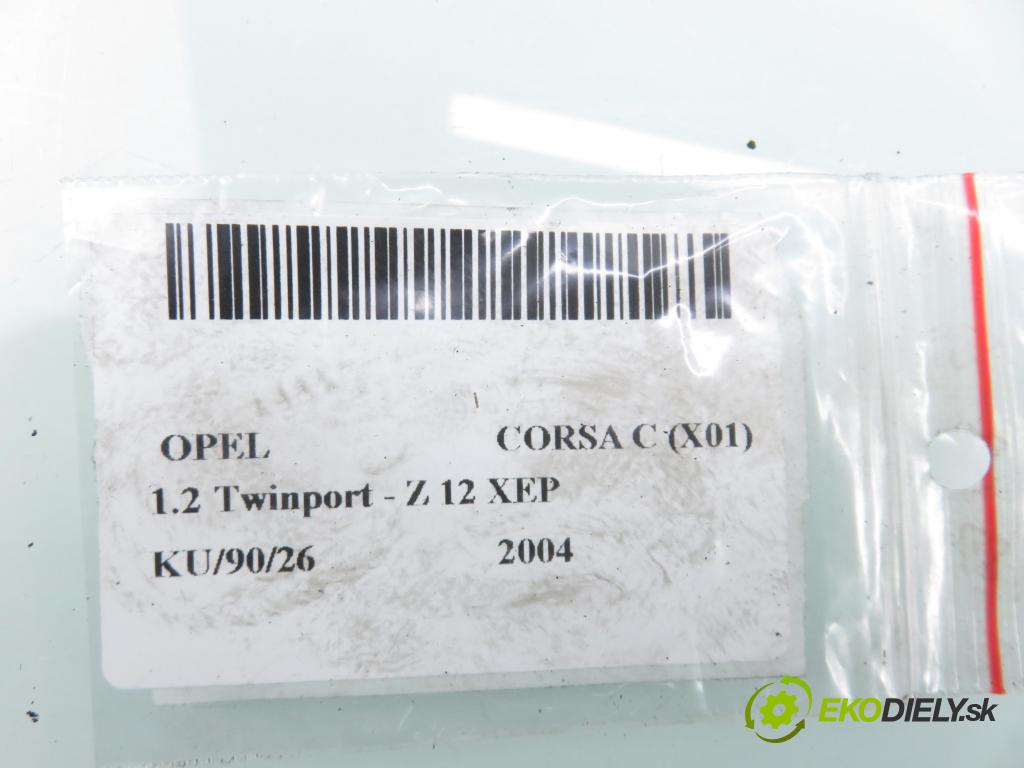 OPEL CORSA C (X01)
1.2 Twinport - Z 12 XEP
KU/90/26 2004
EKODIELY.sk